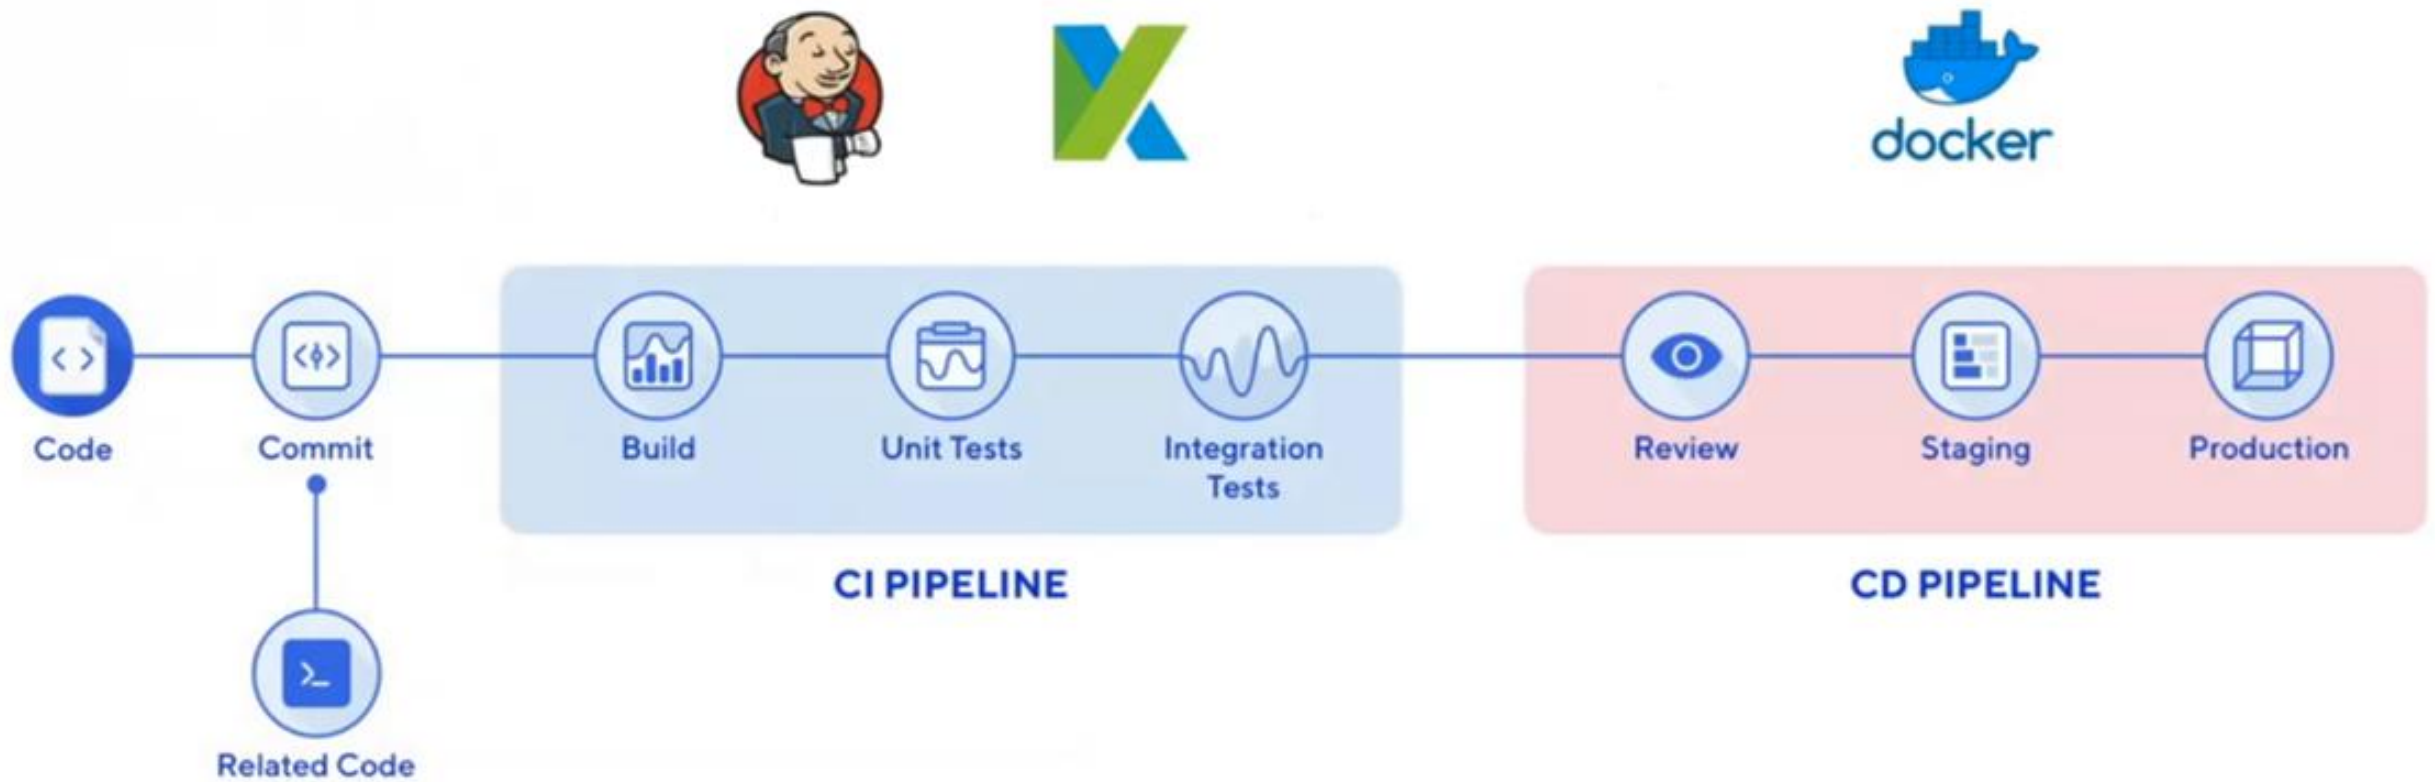 docker
Code
Commit
Build
Unit Tests
Integration
Tests
Review
Staging
Production
CI PIPELINE
CD PIPELINE
Related Code